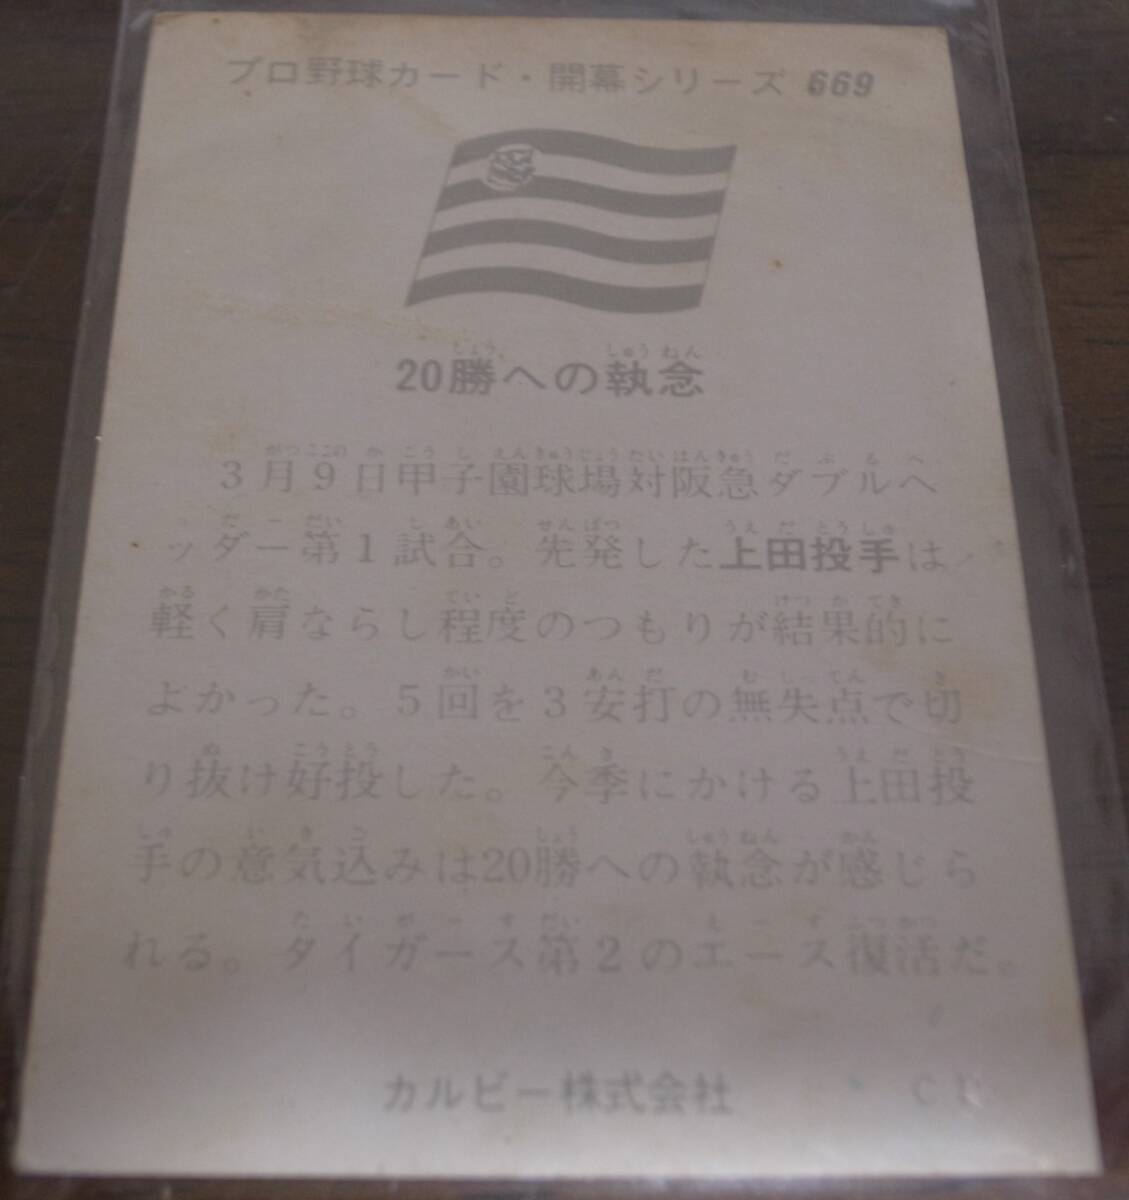 プロ野球カード・開幕シリーズ 669
20勝への執念
3月9日甲子園球場対阪急ダブルヘ
ッダー第1試合。先発した上田投手は
軽く肩ならし程度のつもりが結果的に
よかった。5回を3安打の無失点で切
り抜け好投した。今季にかける上田投
手の意気込みは20勝への執念が感じら
れる。タイガース第2のエース復活だ。
カルビー株式会社